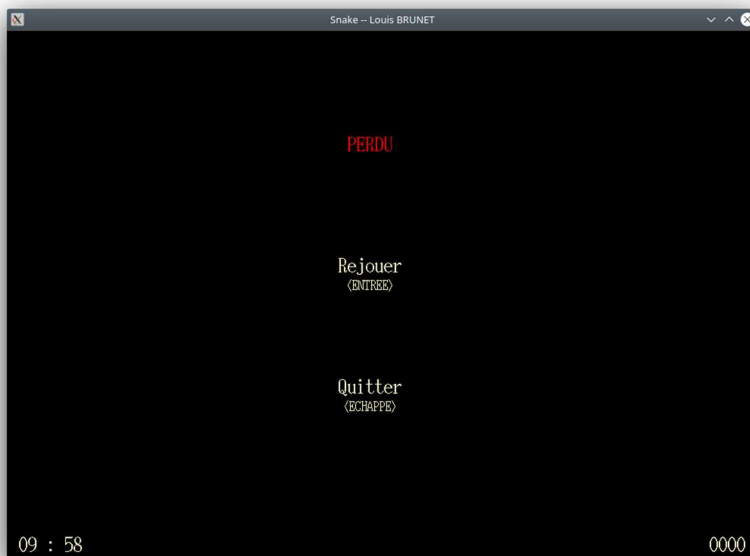 Snake -- Louis BRUNET
PERDU
Rejouer
<ENTREE>
Quitter
<ECHAPPE>
09 : 58
0000